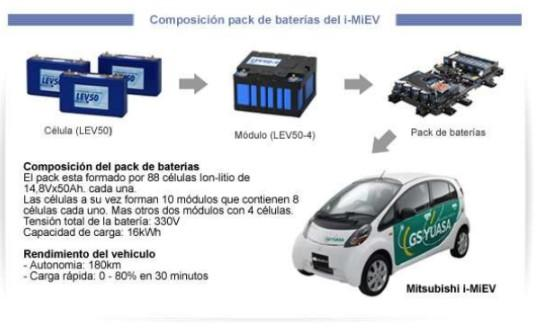 Composición pack de baterías del i-MiEV
LEV50
LEV50
LEV50-4
Célula (LEV50)
Módulo (LEV50-4)
Pack de baterías
Composición del pack de baterías
El pack esta formado por 88 células Ion-litio de
14,8Vx50Ah. cada una.
Las células a su vez forman 10 módulos que contienen 8
células cada uno. Mas otros dos módulos con 4 células.
Tensión total de la batería: 330V
Capacidad de carga: 16kWh
Rendimiento del vehiculo
- Autonomia: 180km
- Carga rápida: 0 - 80% en 30 minutos
GS YUASA
Mitsubishi i-MiEV